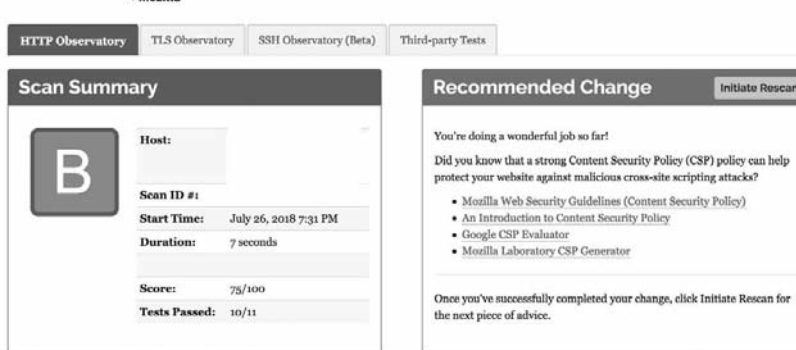 HTTP Observatory TLS Observatory SSH Observatory (Beta) Third-party Tests
Scan Summary
B
Host:
Scan ID #:
Start Time: July 26, 2018 7:31 PM
Duration: 7 seconds
Score: 75/100
Tests Passed: 10/11
Recommended Change
Initiate Rescan
You're doing a wonderful job so far!
Did you know that a strong Content Security Policy (CSP) policy can help
protect your website against malicious cross-site scripting attacks?
• Mozilla Web Security Guidelines (Content Security Policy)
• An Introduction to Content Security Policy
• Google CSP Evaluator
• Mozilla Laboratory CSP Generator
Once you've successfully completed your change, click Initiate Rescan for
the next piece of advice.